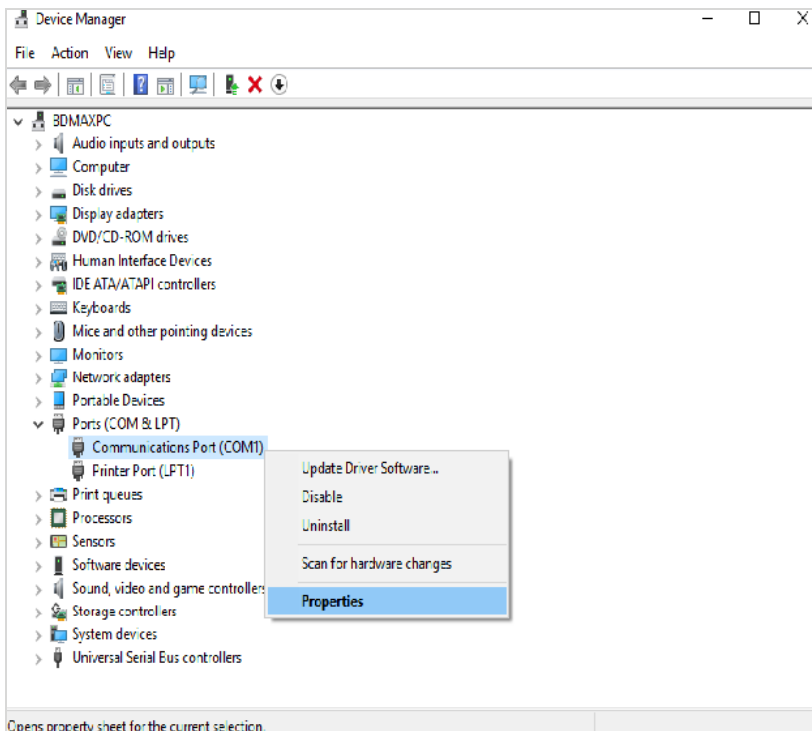 Device Manager
File Action View Help
BDMAXPC
Audio inputs and outputs
Computer
Disk drives
Display adapters
DVD/CD-ROM drives
Human Interface Devices
IDE ATA/ATAPI controllers
Keyboards
Mice and other pointing devices
Monitors
Network adapters
Portable Devices
Ports (COM & LPT)
Communications Port (COM1)
Printer Port (LPT1)
Print queues
Processors
Sensors
Software devices
Sound, video and game controllers
Storage controllers
System devices
Universal Serial Bus controllers
Update Driver Software...
Disable
Uninstall
Scan for hardware changes
Properties
Opens property sheet for the current selection.